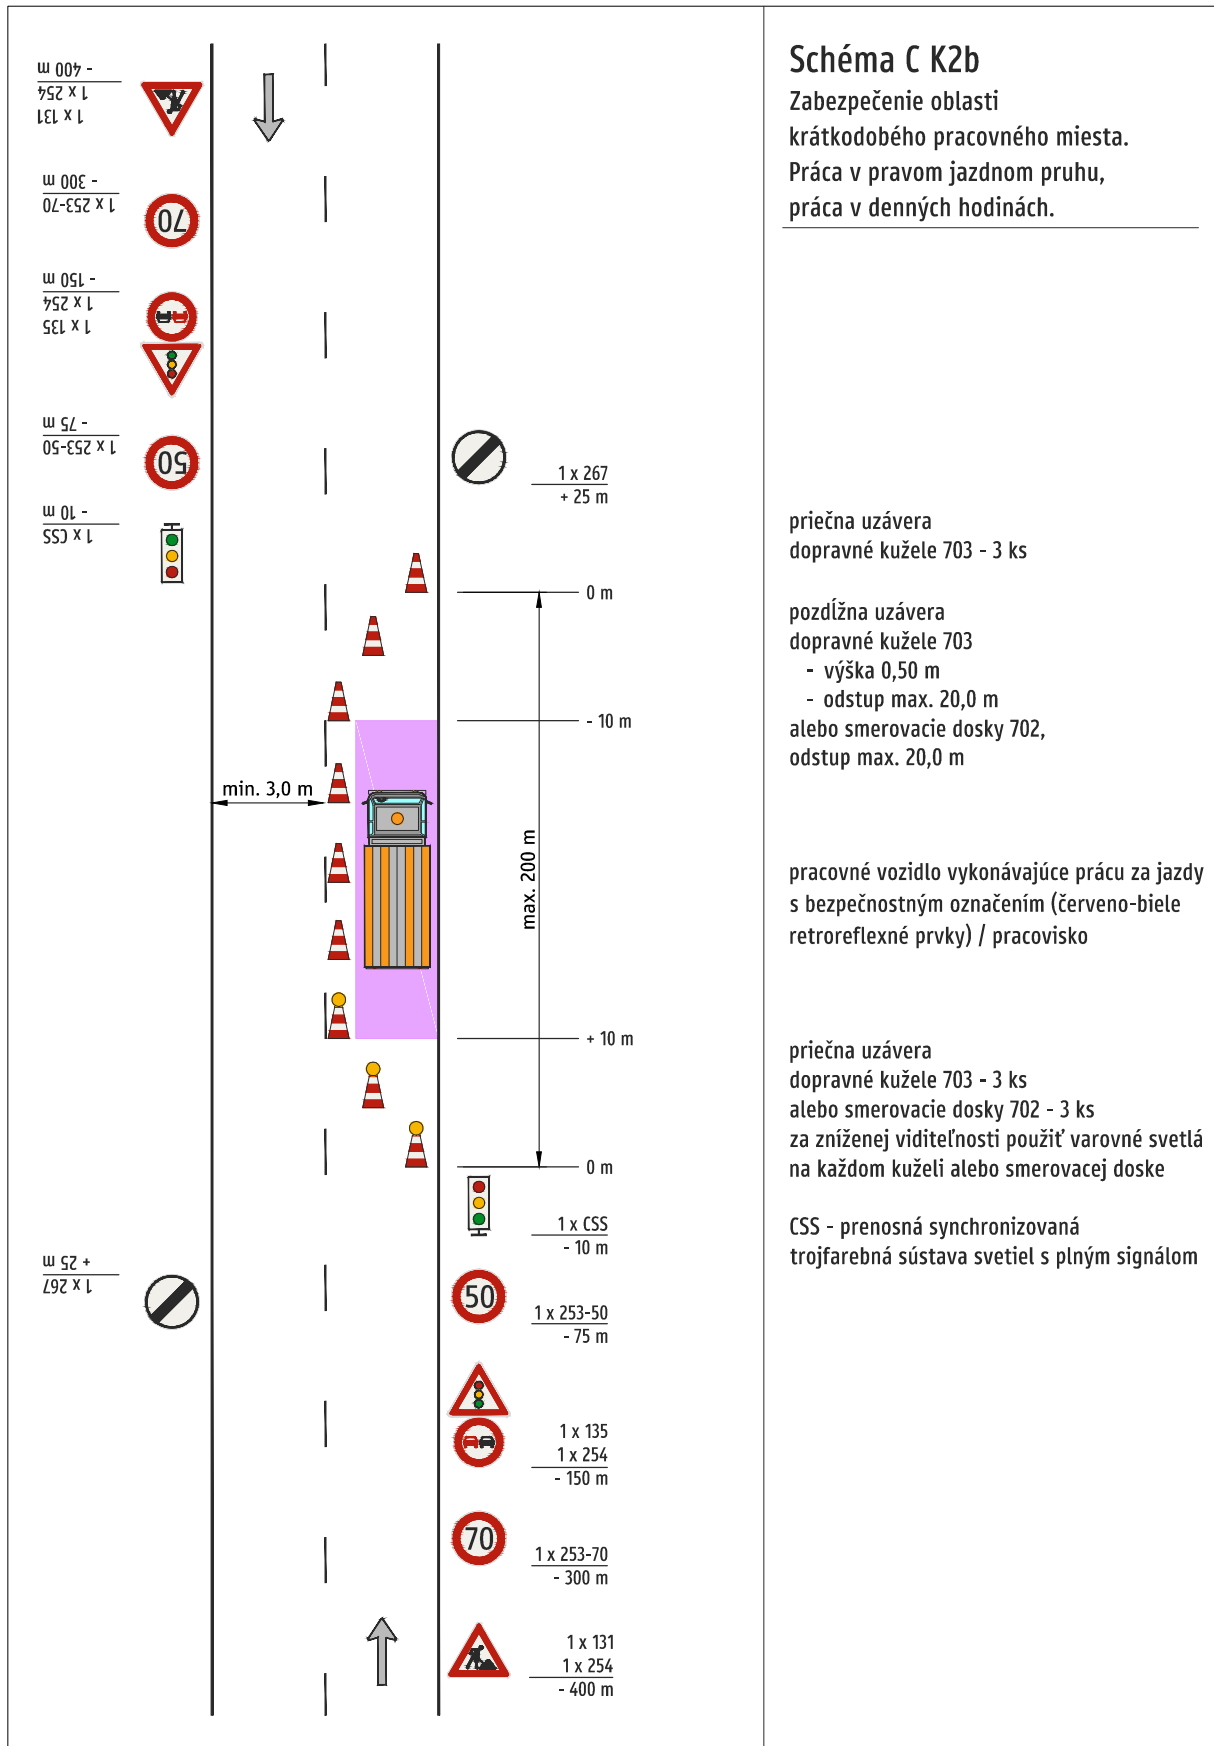 Schéma C K2b
Zabezpečenie oblasti
krátkodobého pracovného miesta.
Práca v pravom jazdnom pruhu,
práca v denných hodinách.
1 x 131
1 x 254
- 400 m
70
1 x 253-70
- 300 m
1 x 135
1 x 254
- 150 m
50
1 x 253-50
- 75 m
1 x CSS
- 10 m
1 x 267
+ 25 m
0 m
- 10 m
min. 3,0 m
max. 200 m
+ 10 m
0 m
1 x CSS
- 10 m
1 x 267
+ 25 m
50
1 x 253-50
- 75 m
1 x 135
1 x 254
- 150 m
70
1 x 253-70
- 300 m
1 x 131
1 x 254
- 400 m
priečna uzávera
dopravné kužele 703 - 3 ks
pozdĺžna uzávera
dopravné kužele 703
- výška 0,50 m
- odstup max. 20,0 m
alebo smerovacie dosky 702,
odstup max. 20,0 m
pracovné vozidlo vykonávajúce prácu za jazdy
s bezpečnostným označením (červeno-biele
retroreflexné prvky) / pracovisko
priečna uzávera
dopravné kužele 703 - 3 ks
alebo smerovacie dosky 702 - 3 ks
za zníženej viditeľnosti použiť varovné svetlá
na každom kuželi alebo smerovacej doske
CSS - prenosná synchronizovaná
trojfarebná sústava svetiel s plným signálom